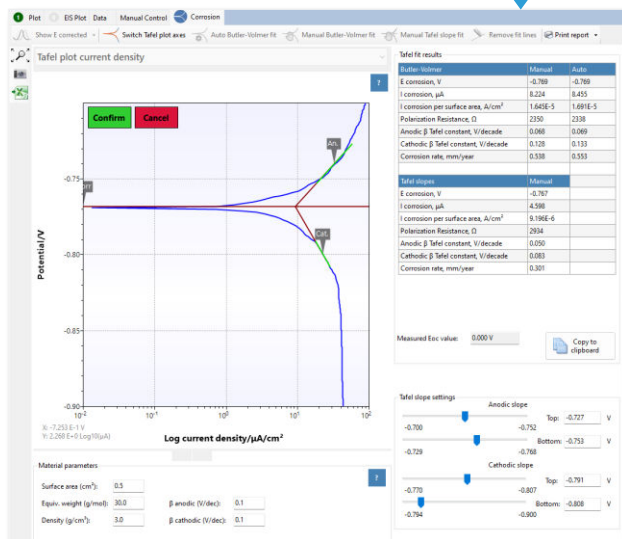 Plot EIS Plot Data Manual Control Corrosion
Show E corrected Switch Tafel plot axes Auto Butler-Volmer fit Manual Butler-Volmer fit Manual Tafel slope fit Remove fit lines Print report
Tafel plot current density
?
Confirm Cancel
An.
Cat.
-0.75
-0.80
-0.85
-0.90
10-2 10-1 100 101 102
Potential/V
Log current density/µA/cm²
X: -7.253 E-1 V
Y: 2.268 E+0 Log10(µA)
Material parameters
?
Surface area (cm²): 0.5
Equiv. weight (g/mol): 30.0 β anodic (V/dec): 0.1
Density (g/cm³): 3.0 β cathodic (V/dec): 0.1
Tafel fit results
Butler-Volmer Manual Auto
E corrosion, V -0.769 -0.769
I corrosion, µA 8.224 8.455
I corrosion per surface area, A/cm² 1.645E-5 1.691E-5
Polarization Resistance, Ω 2350 2338
Anodic β Tafel constant, V/decade 0.068 0.069
Cathodic β Tafel constant, V/decade 0.128 0.133
Corrosion rate, mm/year 0.538 0.553
Tafel slopes Manual
E corrosion, V -0.767
I corrosion, µA 4.598
I corrosion per surface area, A/cm² 9.196E-6
Polarization Resistance, Ω 2934
Anodic β Tafel constant, V/decade 0.050
Cathodic β Tafel constant, V/decade 0.083
Corrosion rate, mm/year 0.301
Measured Eoc value: 0.000 V
Copy to
clipboard
Tafel slope settings
Anodic slope
Top: -0.727 V
-0.700 -0.752
Bottom: -0.753 V
-0.729 -0.768
Cathodic slope
Top: -0.791 V
-0.770 -0.807
Bottom: -0.808 V
-0.794 -0.900